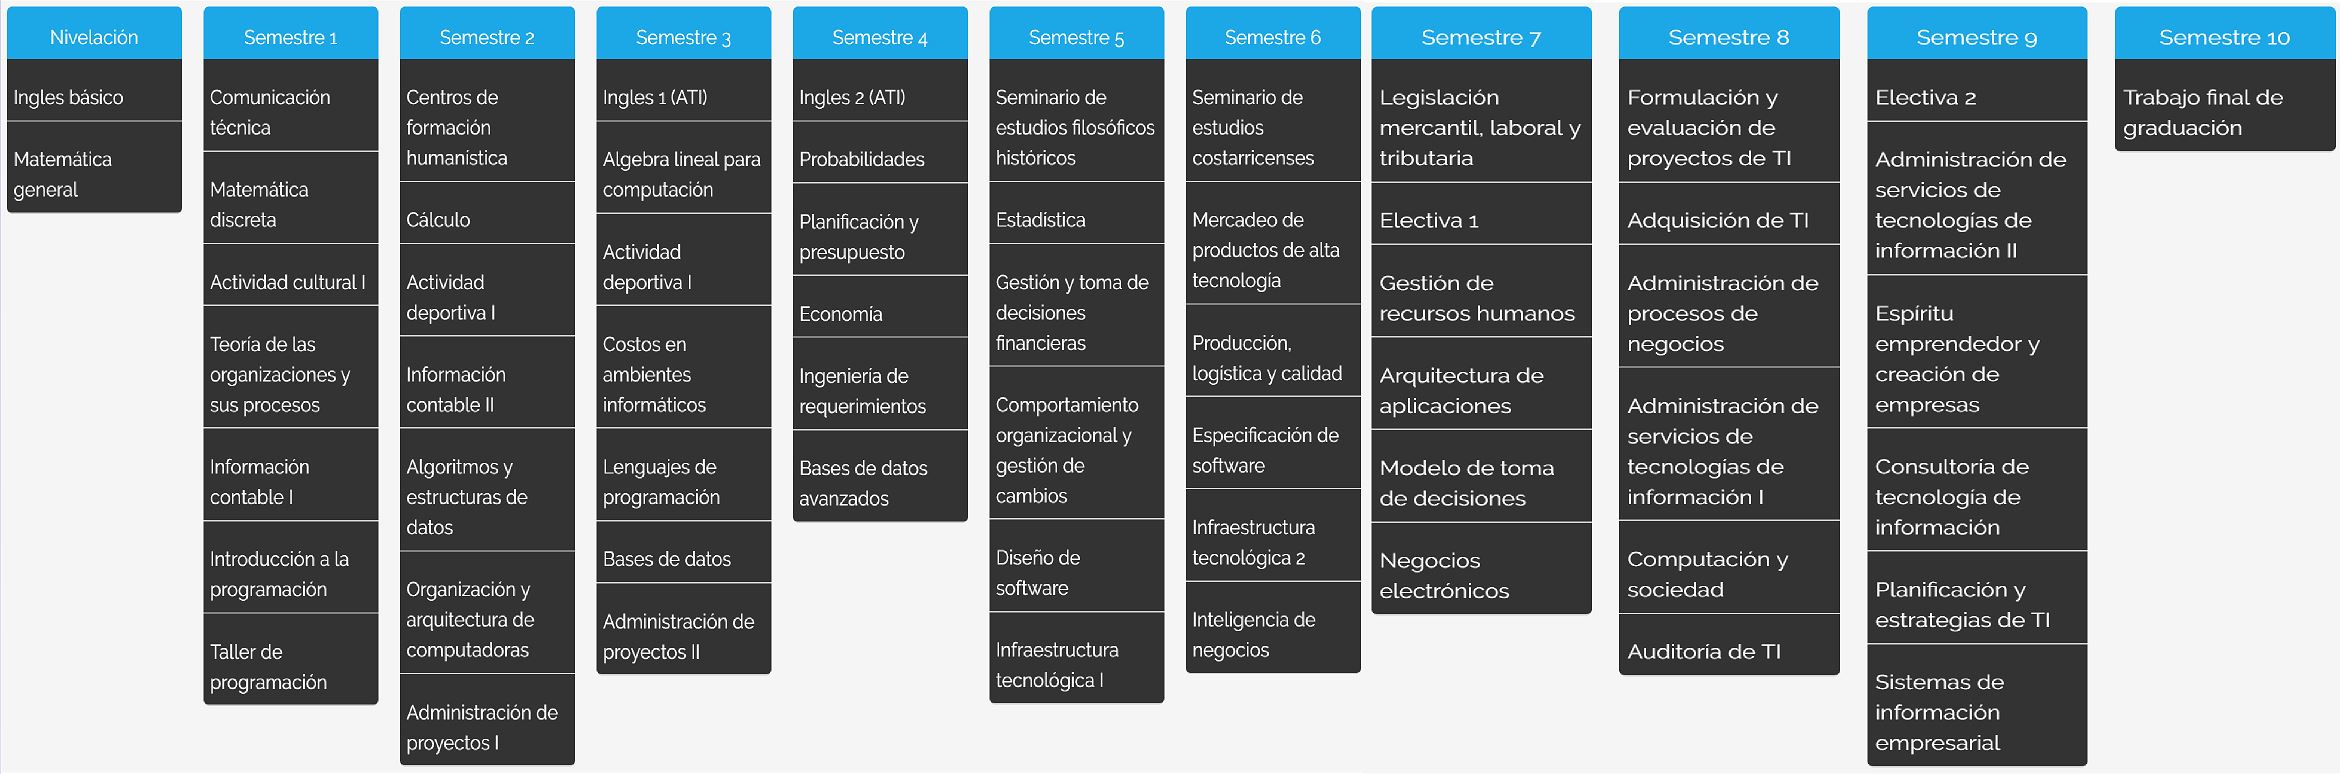 Nivelación
Ingles básico
Matemática
general
Semestre 1
Comunicación
técnica
Matemática
discreta
Actividad cultural I
Teoría de las
organizaciones y
sus procesos
Información
contable I
Introducción a la
programación
Taller de
programación
Semestre 2
Centros de
formación
humanística
Cálculo
Actividad
deportiva I
Información
contable II
Algoritmos y
estructuras de
datos
Organización y
arquitectura de
computadoras
Administración de
proyectos I
Semestre 3
Ingles 1 (ATI)
Algebra lineal para
computación
Actividad
deportiva I
Costos en
ambientes
informáticos
Lenguajes de
programación
Bases de datos
Administración de
proyectos II
Semestre 4
Ingles 2 (ATI)
Probabilidades
Planificación y
presupuesto
Economía
Ingeniería de
requerimientos
Bases de datos
avanzados
Semestre 5
Seminario de
estudios filosóficos
históricos
Estadística
Gestión y toma de
decisiones
financieras
Comportamiento
organizacional y
gestión de
cambios
Diseño de
software
Infraestructura
tecnológica I
Semestre 6
Seminario de
estudios
costarricenses
Mercadeo de
productos de alta
tecnología
Producción,
logística y calidad
Especificación de
software
Infraestructura
tecnológica 2
Inteligencia de
negocios
Semestre 7
Legislación
mercantil, laboral y
tributaria
Electiva 1
Gestión de
recursos humanos
Arquitectura de
aplicaciones
Modelo de toma
de decisiones
Negocios
electrónicos
Semestre 8
Formulación y
evaluación de
proyectos de TI
Adquisición de TI
Administración de
procesos de
negocios
Administración de
servicios de
tecnologías de
información I
Computación y
sociedad
Auditoría de TI
Semestre 9
Electiva 2
Administración de
servicios de
tecnologías de
información II
Espíritu
emprendedor y
creación de
empresas
Consultoría de
tecnología de
información
Planificación y
estrategias de TI
Sistemas de
información
empresarial
Semestre 10
Trabajo final de
graduación